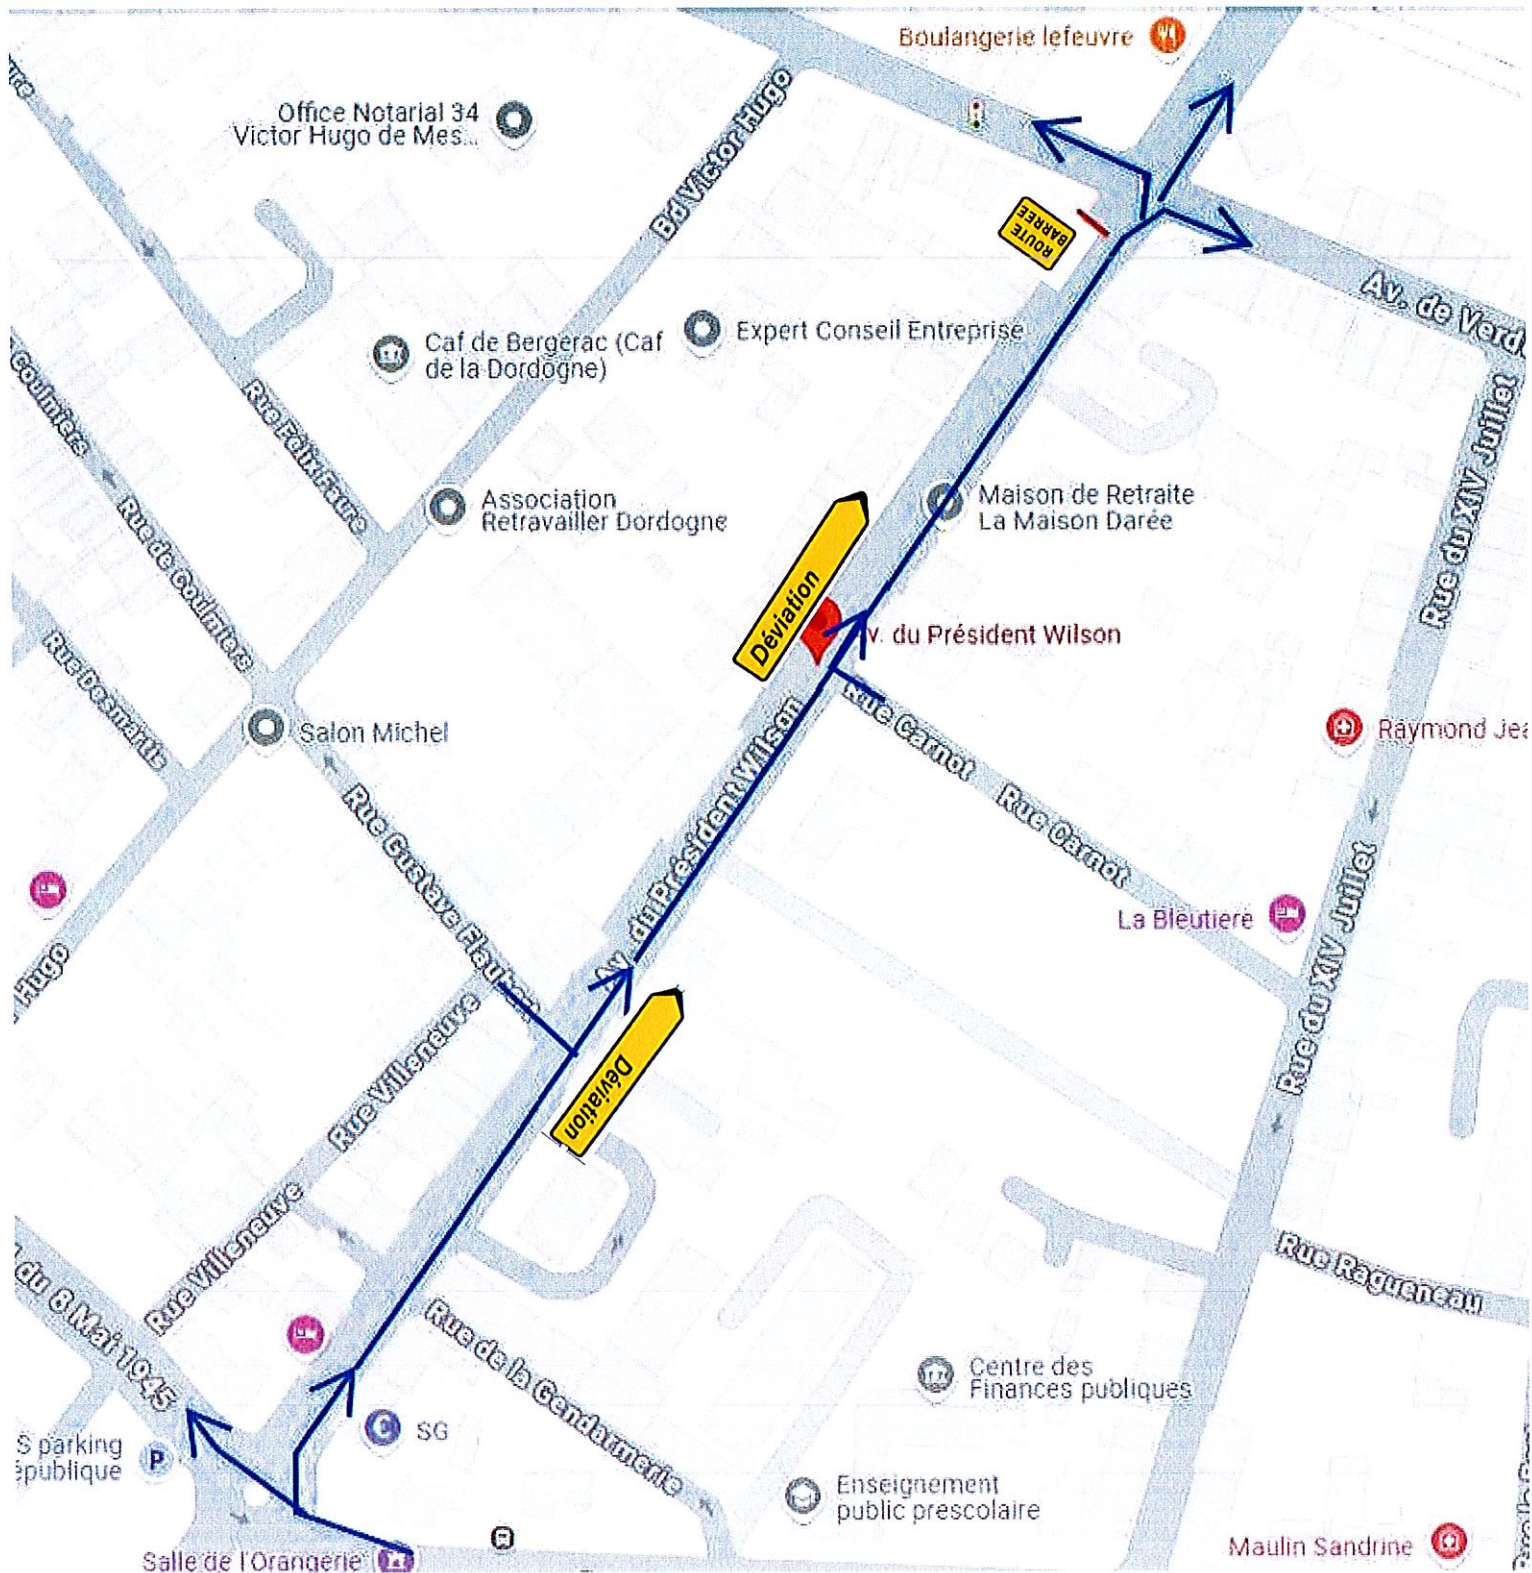 Boulangerie lefeuvre
Office Notarial 34
Victor Hugo de Mes...
Bd Victor Hugo
ROUTE
BARREE
Av. de Verd
Caf de Bergerac (Caf
de la Dordogne)
Expert Conseil Entreprise
Rue Félix Faure
Coulmiers
Rue de Coulmiers
Association
Retravailler Dordogne
Maison de Retraite
La Maison Darée
Rue du XIV Juillet
Déviation
v. du Président Wilson
Rue Desmartis
Salon Michel
Rue Carnot
Rue Carnot
Raymond Jea
Av. du Président Wilson
Rue Gustave Flaubert
La Bleutiere
Rue du XIV Juillet
Hugo
Rue Villeneuve
Déviation
Rue Villeneuve
du 8 Mai 1945
Rue Ragueneau
Rue de la Gendarmerie
Centre des
Finances publiques
SG
S parking
épublique
P
Enseignement
public prescolaire
Salle de l'Orangerie
Maulin Sandrine